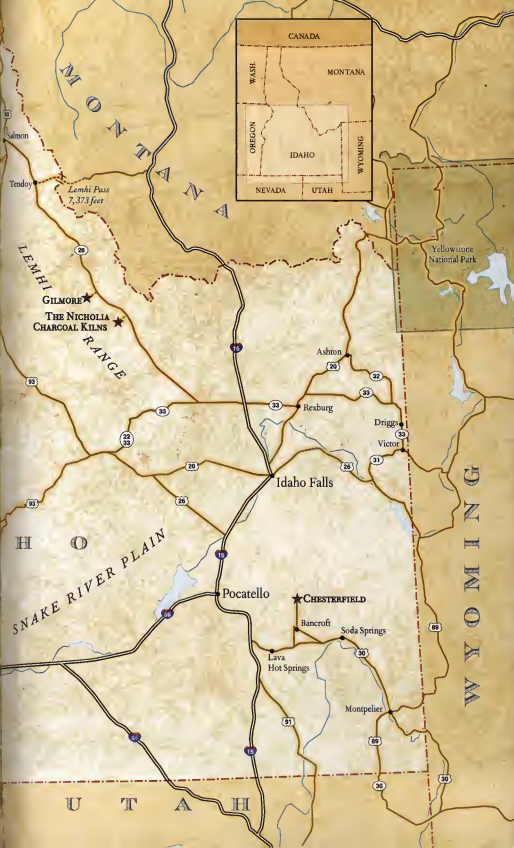 CANADA
WASH.
MONTANA
OREGON
IDAHO
WYOMING
NEVADA
UTAH
MONTANA
Salmon
Tendoy
Lemhi Pass
7,373 feet
28
LEMHI RANGE
GILMORE
THE NICHOLIA
CHARCOAL KILNS
Yellowstone
National Park
15
Ashton
20
32
93
33
33
33
Rexburg
Driggs
33
Victor
22
33
31
20
26
Idaho Falls
26
93
HO
SNAKE RIVER PLAIN
15
WYOMING
Pocatello
CHESTERFIELD
Bancroft
Soda Springs
30
89
Lava
Hot Springs
Montpelier
91
15
89
30
30
UTAH